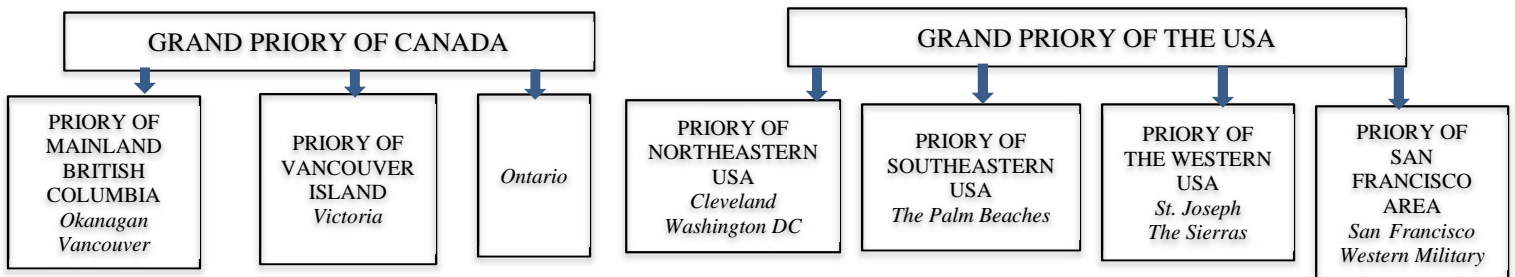 GRAND PRIORY OF CANADA
PRIORY OF
MAINLAND
BRITISH
COLUMBIA
Okanagan
Vancouver
PRIORY OF
VANCOUVER
ISLAND
Victoria
Ontario
GRAND PRIORY OF THE USA
PRIORY OF
NORTHEASTERN
USA
Cleveland
Washington DC
PRIORY OF
SOUTHEASTERN
USA
The Palm Beaches
PRIORY OF
THE WESTERN
USA
St. Joseph
The Sierras
PRIORY OF
SAN
FRANCISCO
AREA
San Francisco
Western Military